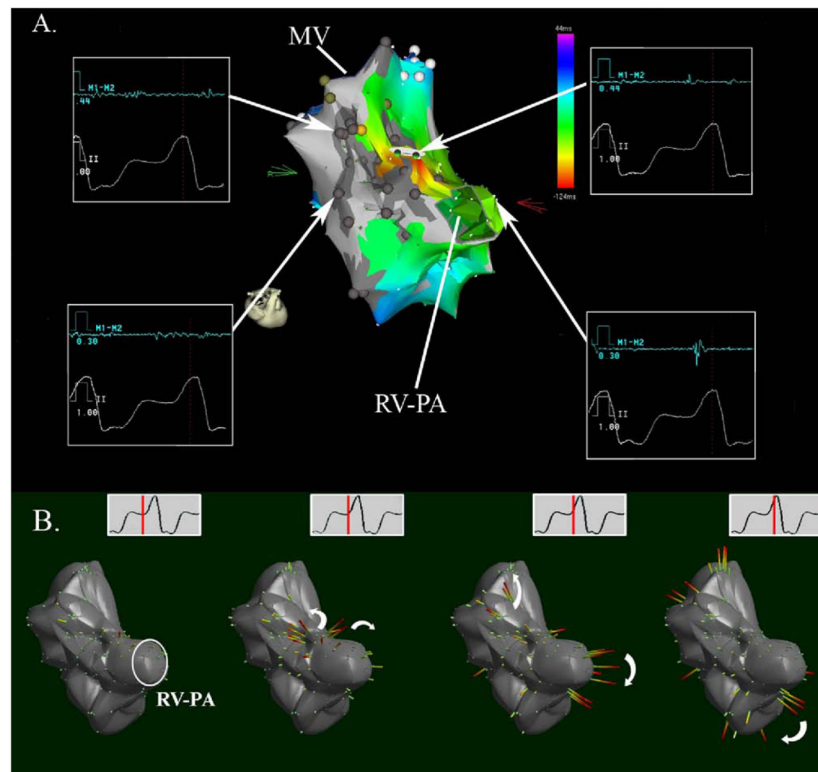 A.
MV
44ms
-124ms
M1-M2
.44
II
.00
M1-M2
0.44
II
1.00
M1-M2
0.30
II
1.00
M1-M2
0.30
II
1.00
RV-PA
B.
RV-PA